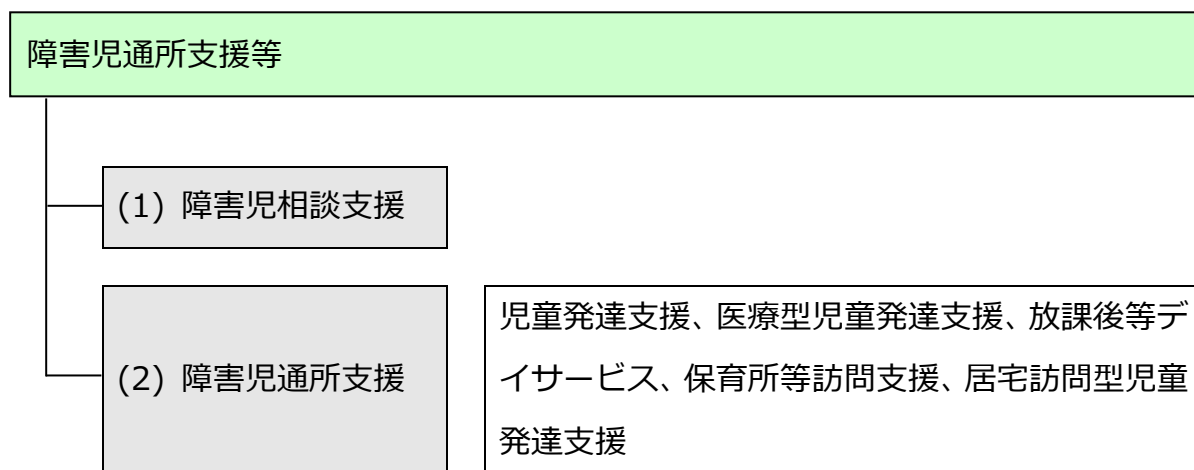 障害児通所支援等
(1) 障害児相談支援
(2) 障害児通所支援
児童発達支援、医療型児童発達支援、放課後等デ
イサービス、保育所等訪問支援、居宅訪問型児童
発達支援